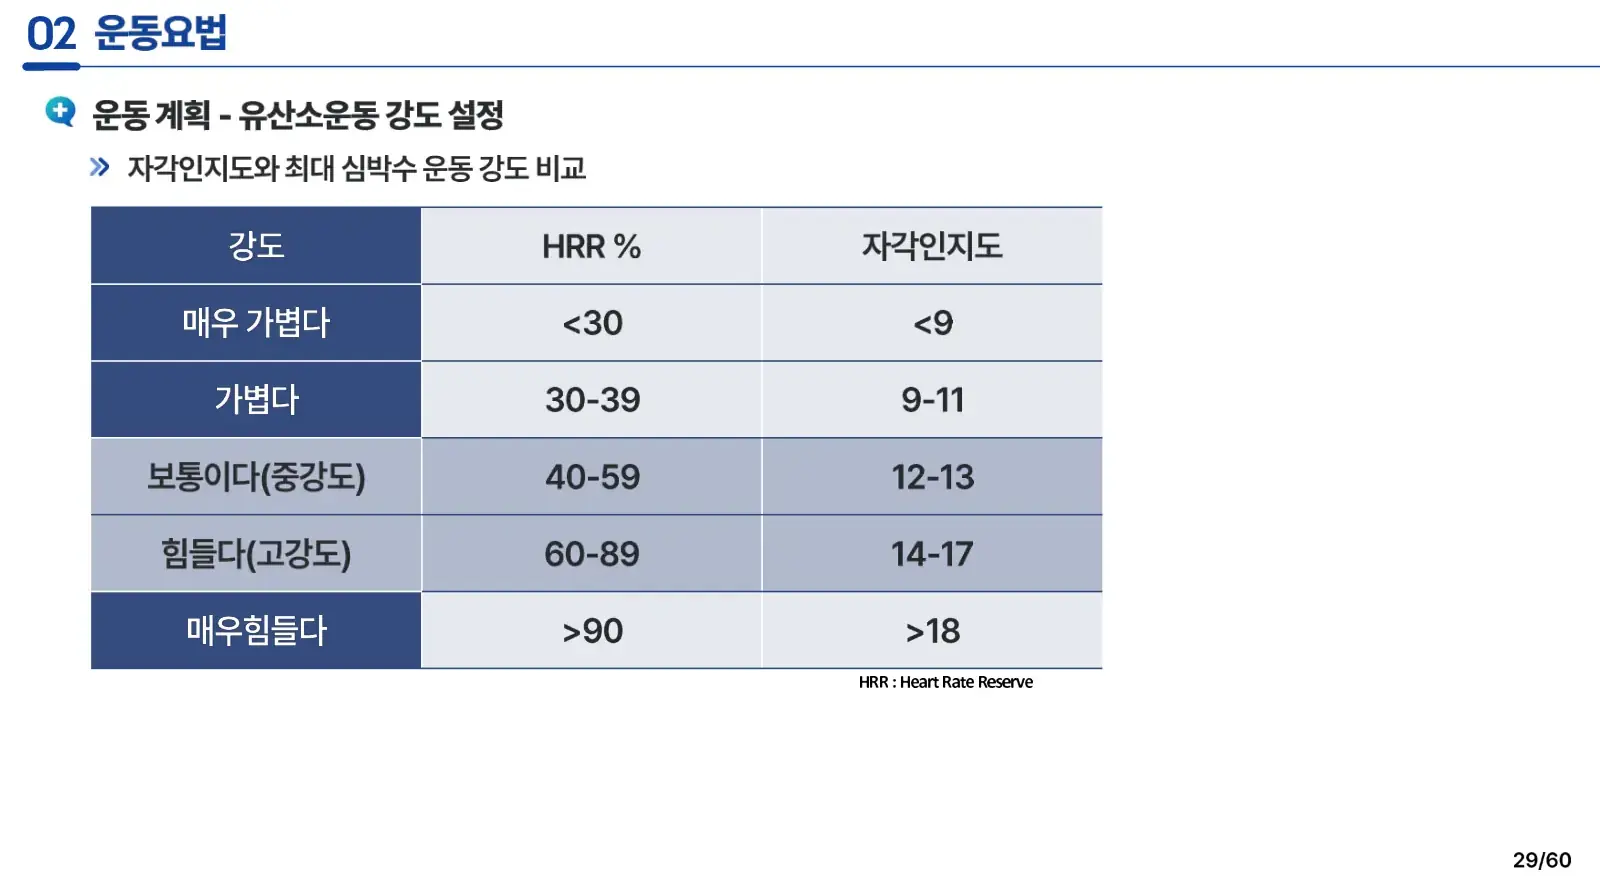 02 운동요법
운동 계획 - 유산소운동 강도 설정
자각인지도와 최대 심박수 운동 강도 비교
강도 HRR % 자각인지도
매우 가볍다 <30 <9
가볍다 30-39 9-11
보통이다(중강도) 40-59 12-13
힘들다(고강도) 60-89 14-17
매우힘들다 >90 >18
HRR : Heart Rate Reserve
29/60